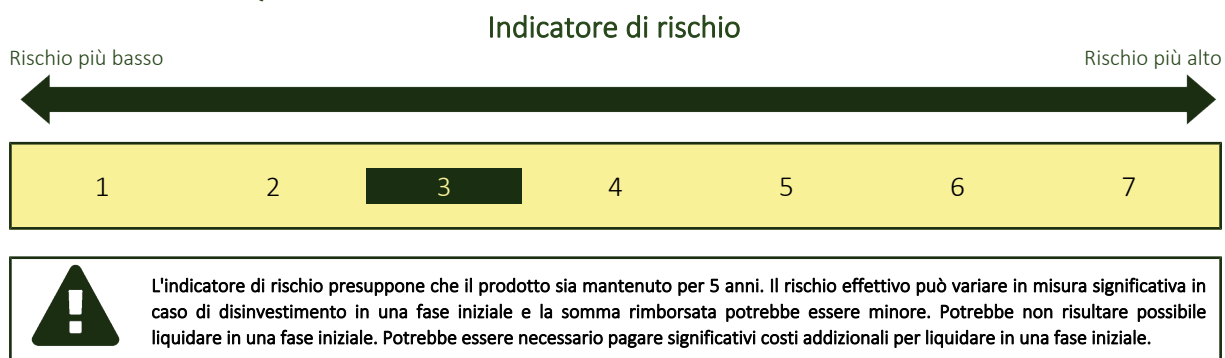 Indicatore di rischio
Rischio più basso
Rischio più alto
1 2 3 4 5 6 7
L'indicatore di rischio presuppone che il prodotto sia mantenuto per 5 anni. Il rischio effettivo può variare in misura significativa in
caso di disinvestimento in una fase iniziale e la somma rimborsata potrebbe essere minore. Potrebbe non risultare possibile
liquidare in una fase iniziale. Potrebbe essere necessario pagare significativi costi addizionali per liquidare in una fase iniziale.